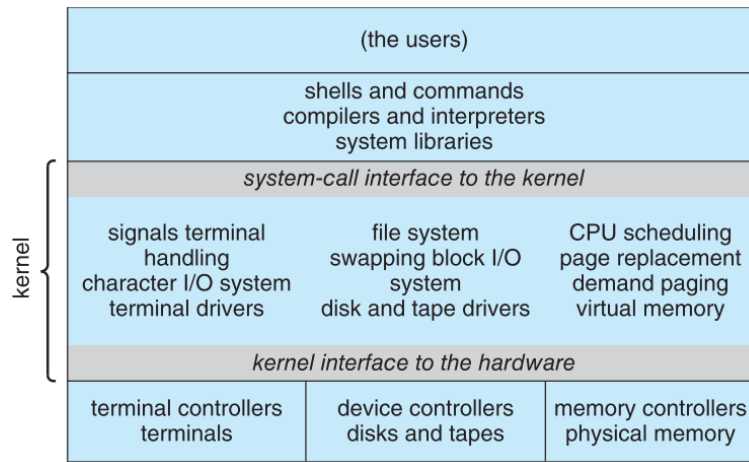 (the users)
shells and commands
compilers and interpreters
system libraries
kernel
system-call interface to the kernel
signals terminal
handling
character I/O system
terminal drivers
file system
swapping block I/O
system
disk and tape drivers
CPU scheduling
page replacement
demand paging
virtual memory
kernel interface to the hardware
terminal controllers
terminals
device controllers
disks and tapes
memory controllers
physical memory